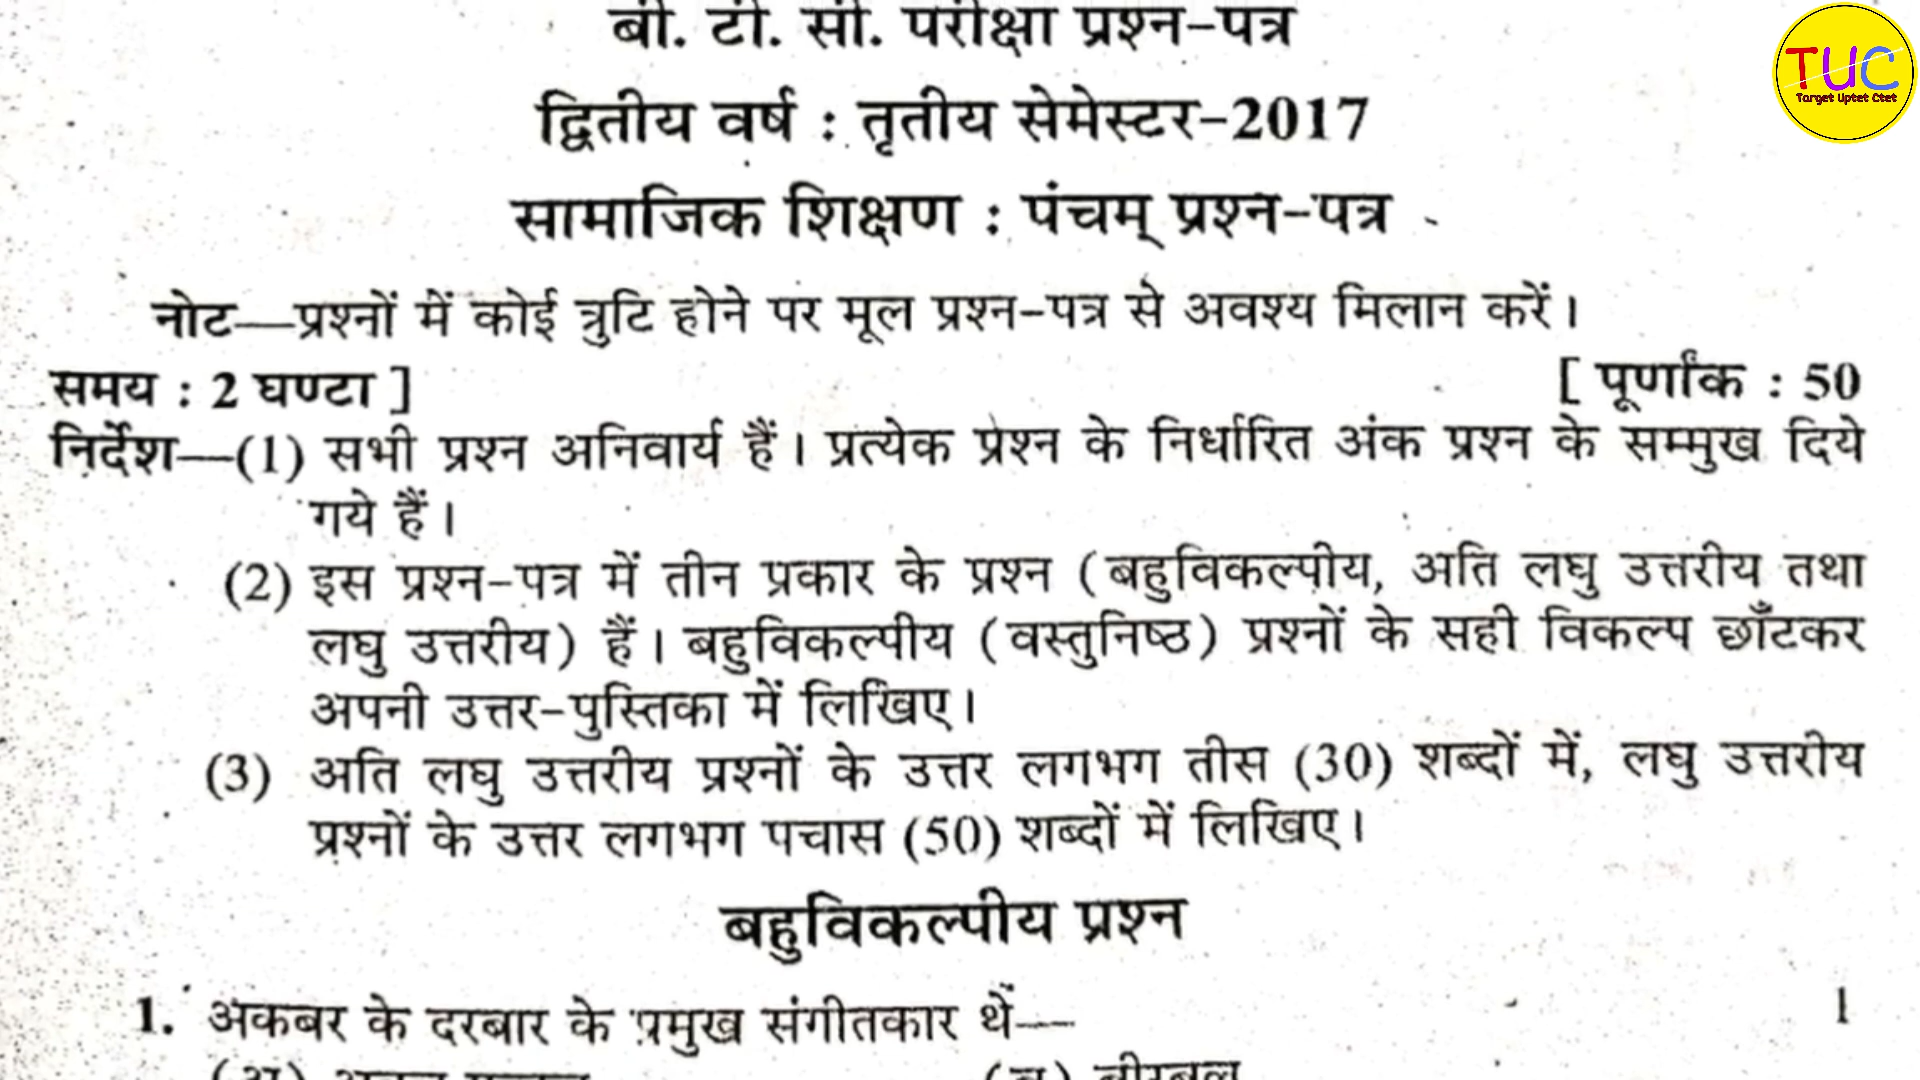 बी. टी. सी. परीक्षा प्रश्न-पत्र
TUC
Target Uptet Ctet
द्वितीय वर्ष : तृतीय सेमेस्टर-2017
सामाजिक शिक्षण : पंचम् प्रश्न-पत्र
नोट—प्रश्नों में कोई त्रुटि होने पर मूल प्रश्न-पत्र से अवश्य मिलान करें।
समय : 2 घण्टा ] [ पूर्णांक : 50
निर्देश—(1) सभी प्रश्न अनिवार्य हैं। प्रत्येक प्रश्न के निर्धारित अंक प्रश्न के सम्मुख दिये
गये हैं।
(2) इस प्रश्न-पत्र में तीन प्रकार के प्रश्न (बहुविकल्पीय, अति लघु उत्तरीय तथा
लघु उत्तरीय) हैं। बहुविकल्पीय (वस्तुनिष्ठ) प्रश्नों के सही विकल्प छाँटकर
अपनी उत्तर-पुस्तिका में लिखिए।
(3) अति लघु उत्तरीय प्रश्नों के उत्तर लगभग तीस (30) शब्दों में, लघु उत्तरीय
प्रश्नों के उत्तर लगभग पचास (50) शब्दों में लिखिए।
बहुविकल्पीय प्रश्न
1. अकबर के दरबार के प्रमुख संगीतकार थें— 1
(अ) (ब) बीरबल